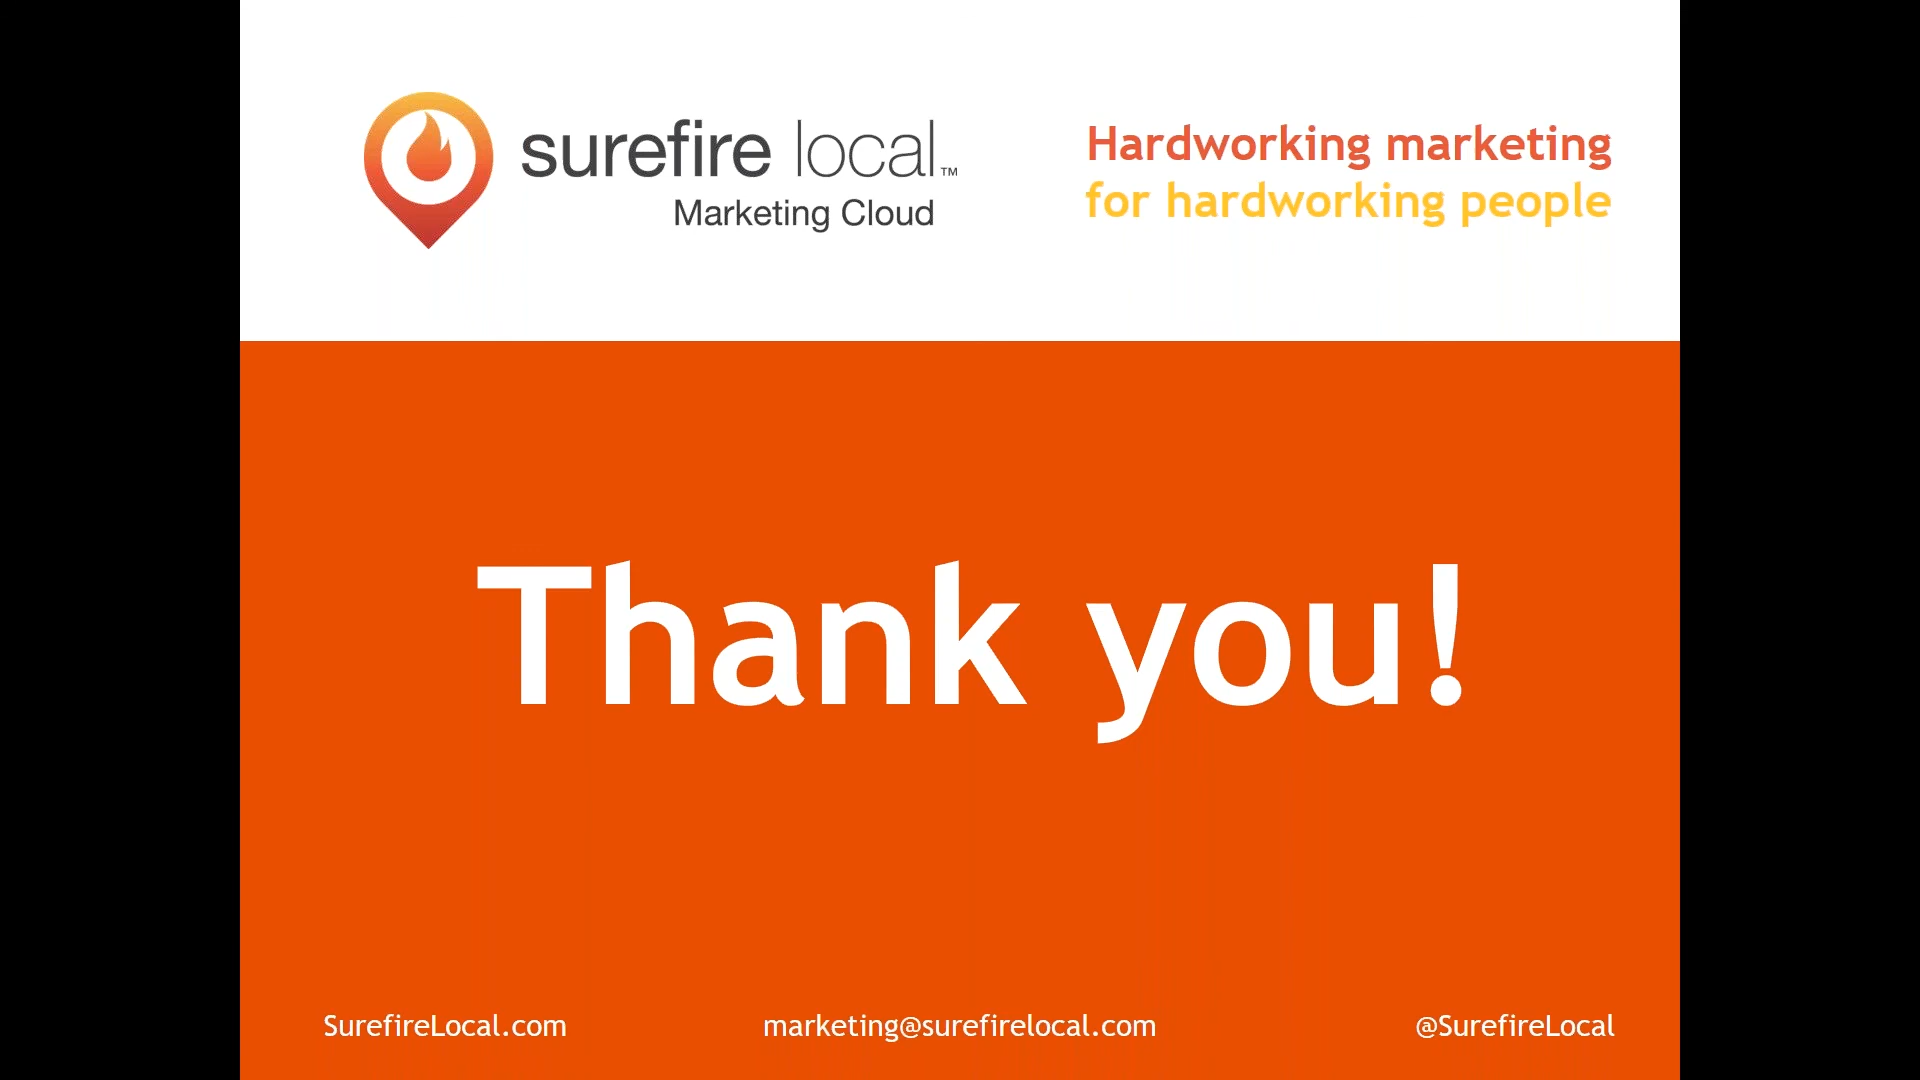 surefire local™
Marketing Cloud
Hardworking marketing
for hardworking people
Thank you!
SurefireLocal.com
marketing@surefirelocal.com
@SurefireLocal